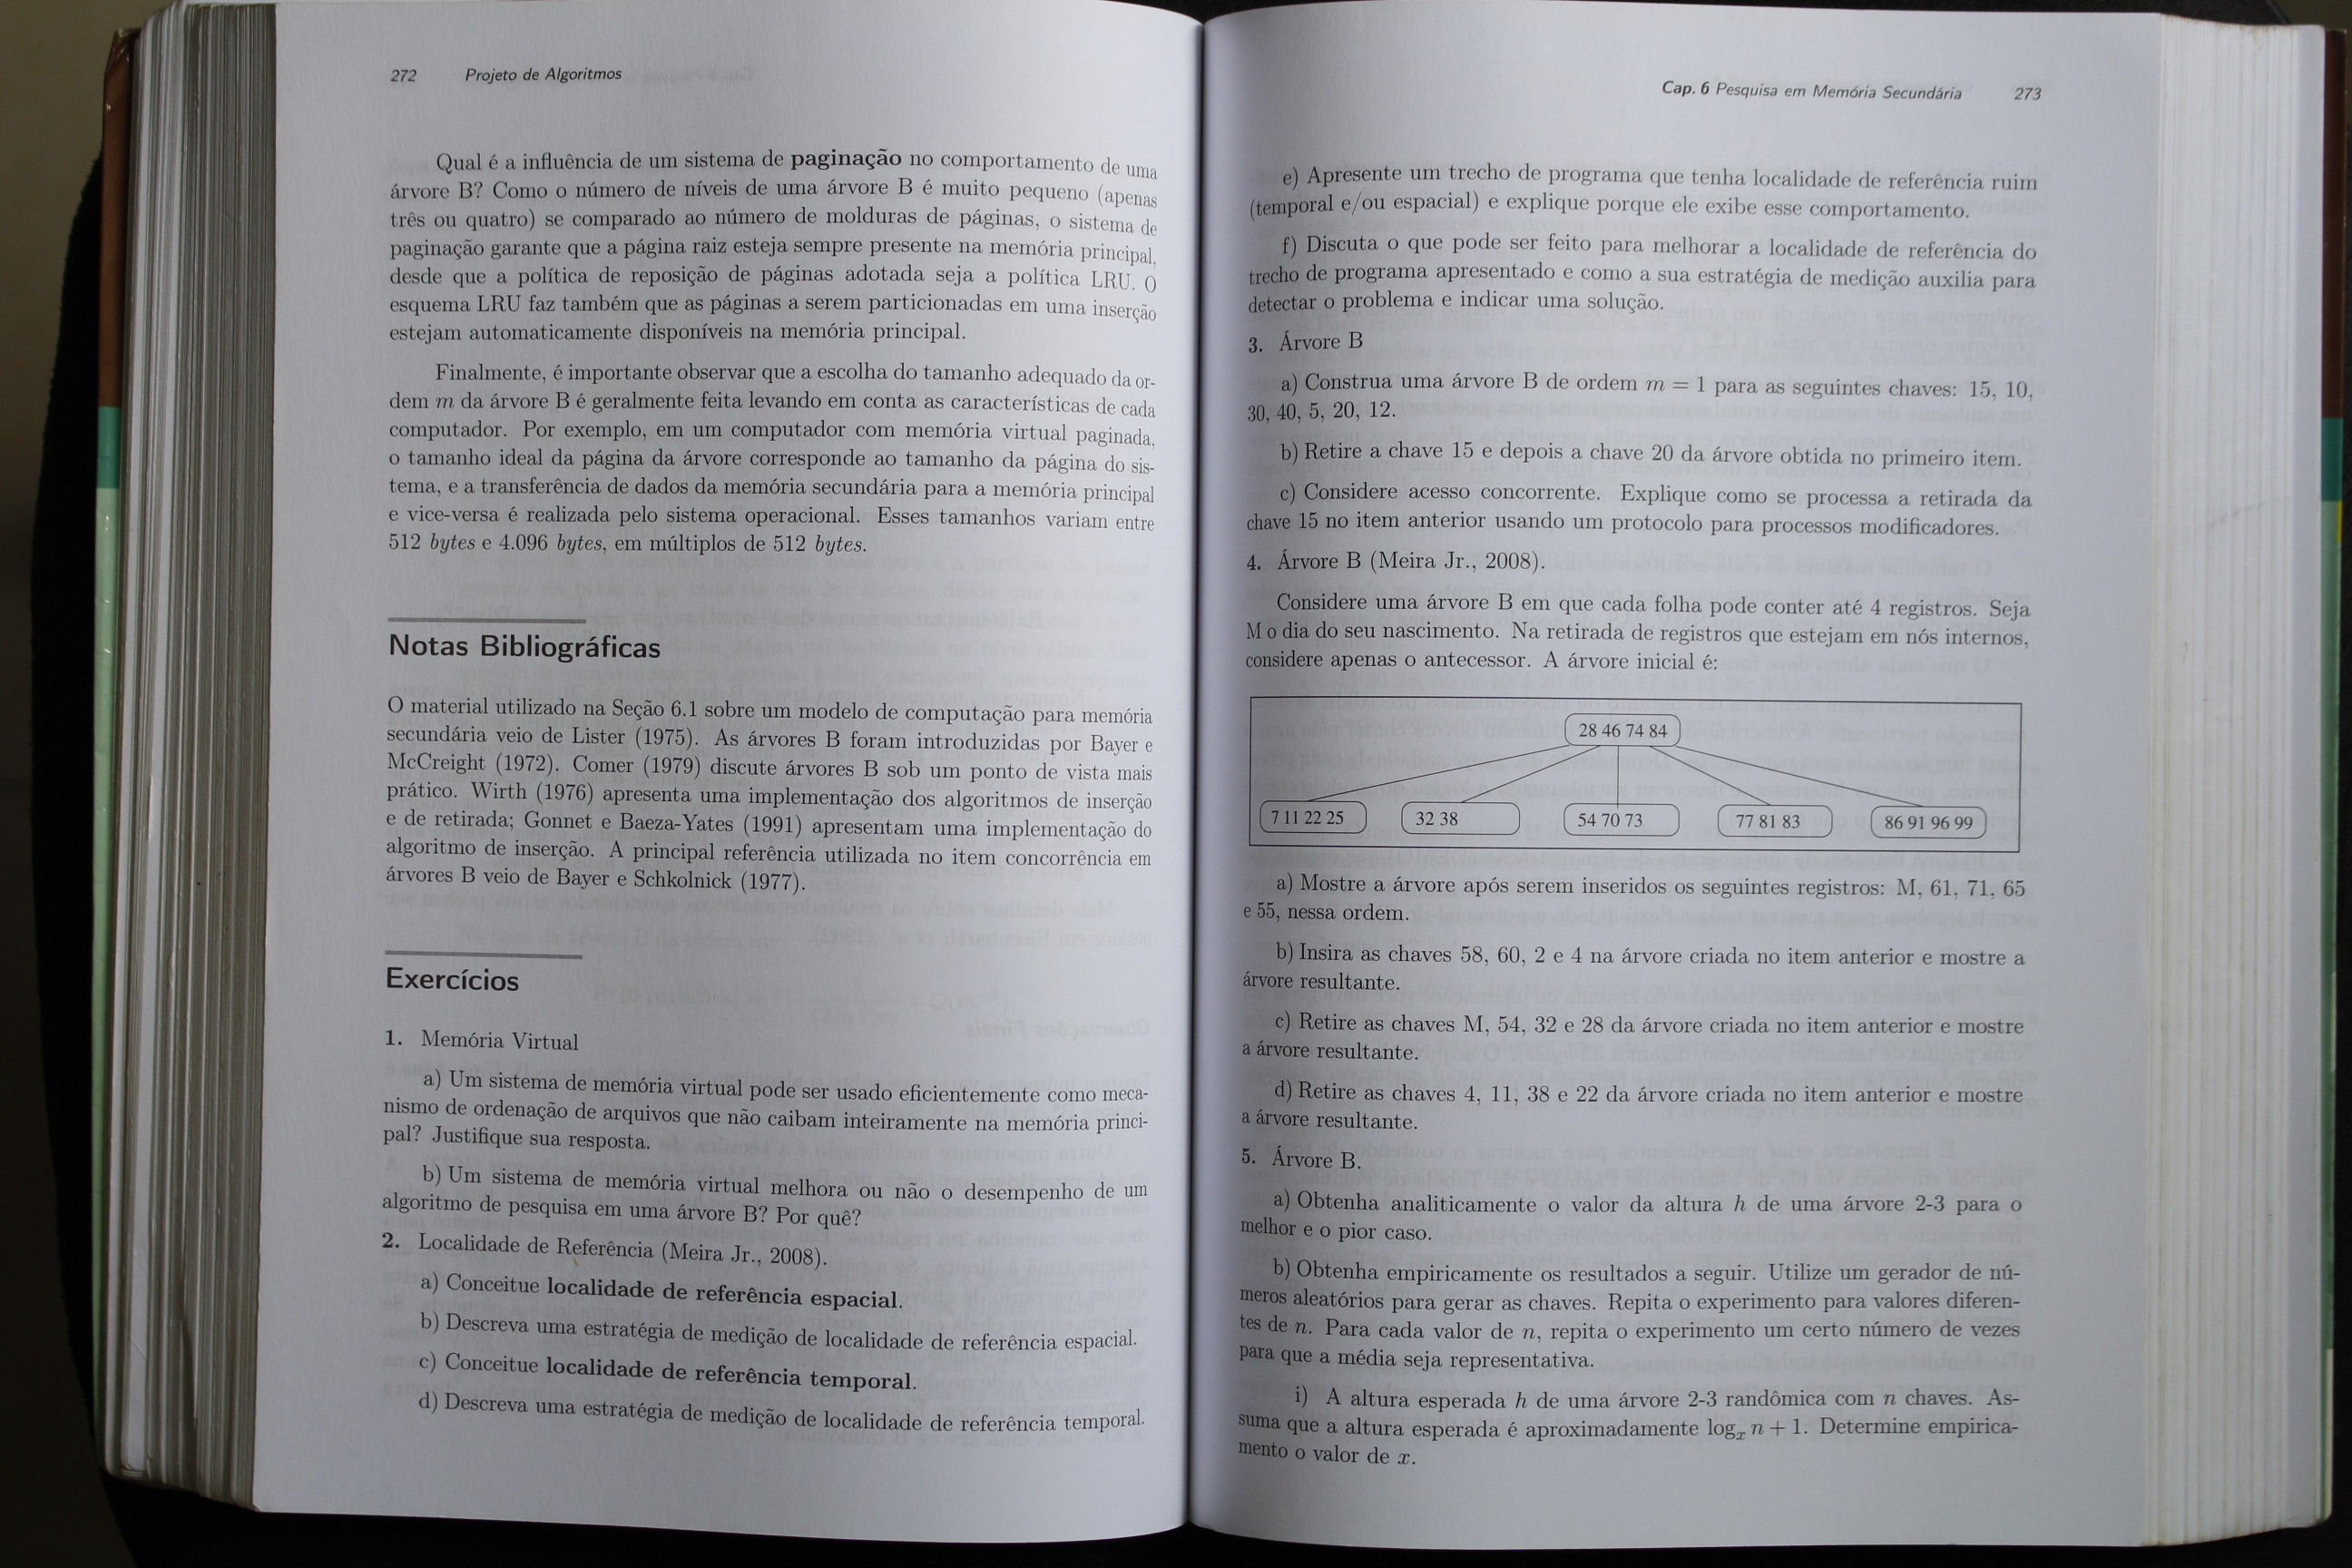 272 Projeto de Algoritmos
Qual é a influência de um sistema de paginação no comportamento de uma
árvore B? Como o número de níveis de uma árvore B é muito pequeno (apenas
três ou quatro) se comparado ao número de molduras de páginas, o sistema de
paginação garante que a página raiz esteja sempre presente na memória principal,
desde que a política de reposição de páginas adotada seja a política LRU. O
esquema LRU faz também que as páginas a serem particionadas em uma inserção
estejam automaticamente disponíveis na memória principal.
Finalmente, é importante observar que a escolha do tamanho adequado da or-
dem m da árvore B é geralmente feita levando em conta as características de cada
computador. Por exemplo, em um computador com memória virtual paginada,
o tamanho ideal da página da árvore corresponde ao tamanho da página do sis-
tema, e a transferência de dados da memória secundária para a memória principal
e vice-versa é realizada pelo sistema operacional. Esses tamanhos variam entre
512 bytes e 4.096 bytes, em múltiplos de 512 bytes.
Notas Bibliográficas
O material utilizado na Seção 6.1 sobre um modelo de computação para memória
secundária veio de Lister (1975). As árvores B foram introduzidas por Bayer e
McCreight (1972). Comer (1979) discute árvores B sob um ponto de vista mais
prático. Wirth (1976) apresenta uma implementação dos algoritmos de inserção
e de retirada; Gonnet e Baeza-Yates (1991) apresentam uma implementação do
algoritmo de inserção. A principal referência utilizada no item concorrência em
árvores B veio de Bayer e Schkolnick (1977).
Exercícios
1. Memória Virtual
a) Um sistema de memória virtual pode ser usado eficientemente como meca-
nismo de ordenação de arquivos que não caibam inteiramente na memória princi-
pal? Justifique sua resposta.
b) Um sistema de memória virtual melhora ou não o desempenho de um
algoritmo de pesquisa em uma árvore B? Por quê?
2. Localidade de Referência (Meira Jr., 2008).
a) Conceitue localidade de referência espacial.
b) Descreva uma estratégia de medição de localidade de referência espacial.
c) Conceitue localidade de referência temporal.
d) Descreva uma estratégia de medição de localidade de referência temporal.
Cap. 6 Pesquisa em Memória Secundária 273
e) Apresente um trecho de programa que tenha localidade de referência ruim
(temporal e/ou espacial) e explique porque ele exibe esse comportamento.
f) Discuta o que pode ser feito para melhorar a localidade de referência do
trecho de programa apresentado e como a sua estratégia de medição auxilia para
detectar o problema e indicar uma solução.
3. Árvore B
a) Construa uma árvore B de ordem m = 1 para as seguintes chaves: 15, 10,
30, 40, 5, 20, 12.
b) Retire a chave 15 e depois a chave 20 da árvore obtida no primeiro item.
c) Considere acesso concorrente. Explique como se processa a retirada da
chave 15 no item anterior usando um protocolo para processos modificadores.
4. Árvore B (Meira Jr., 2008).
Considere uma árvore B em que cada folha pode conter até 4 registros. Seja
M o dia do seu nascimento. Na retirada de registros que estejam em nós internos,
considere apenas o antecessor. A árvore inicial é:
28 46 74 84
7 11 22 25 32 38 54 70 73 77 81 83 86 91 96 99
a) Mostre a árvore após serem inseridos os seguintes registros: M, 61, 71, 65
e 55, nessa ordem.
b) Insira as chaves 58, 60, 2 e 4 na árvore criada no item anterior e mostre a
árvore resultante.
c) Retire as chaves M, 54, 32 e 28 da árvore criada no item anterior e mostre
a árvore resultante.
d) Retire as chaves 4, 11, 38 e 22 da árvore criada no item anterior e mostre
a árvore resultante.
5. Árvore B.
a) Obtenha analiticamente o valor da altura h de uma árvore 2-3 para o
melhor e o pior caso.
b) Obtenha empiricamente os resultados a seguir. Utilize um gerador de nú-
meros aleatórios para gerar as chaves. Repita o experimento para valores diferen-
tes de n. Para cada valor de n, repita o experimento um certo número de vezes
para que a média seja representativa.
i) A altura esperada h de uma árvore 2-3 randômica com n chaves. As-
suma que a altura esperada é aproximadamente logₓ n + 1. Determine empirica-
mento o valor de x.